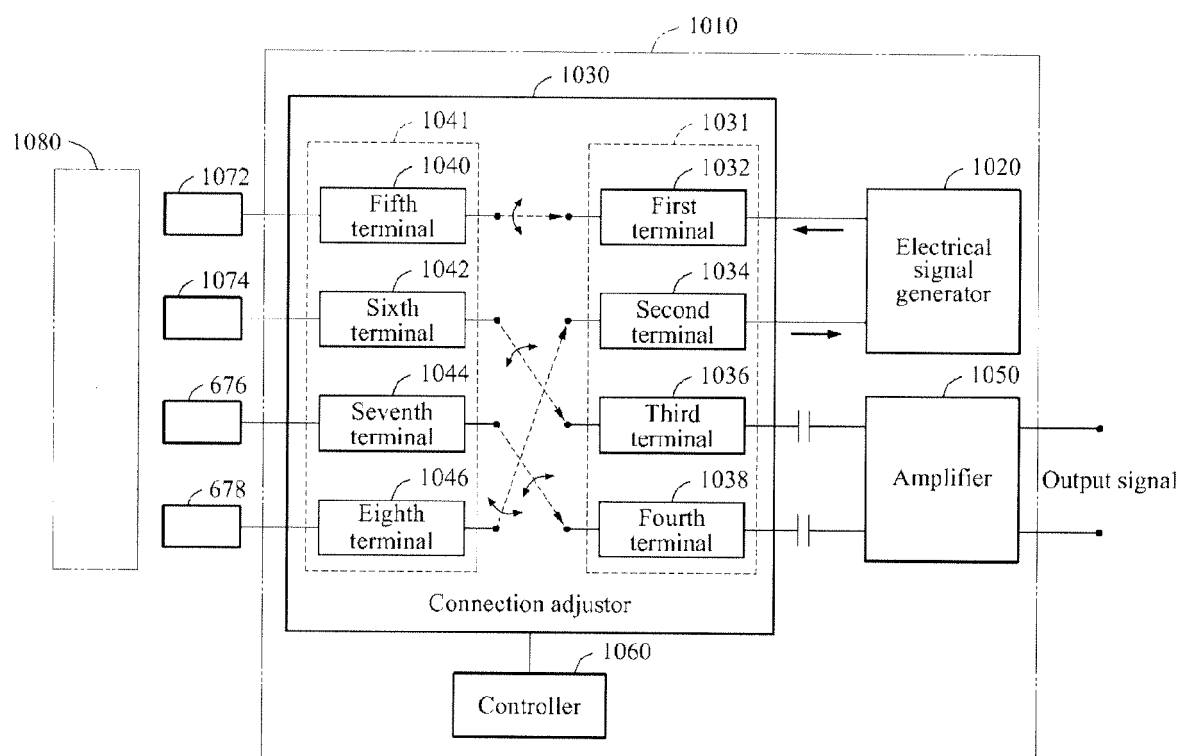 1010
1030
1041
1031
1080
1072
1040
1032
1020
Fifth
terminal
First
terminal
Electrical
signal
generator
1074
1042
1034
Sixth
terminal
Second
terminal
676
1044
1036
1050
Seventh
terminal
Third
terminal
Amplifier
Output signal
678
1046
1038
Eighth
terminal
Fourth
terminal
Connection adjustor
1060
Controller